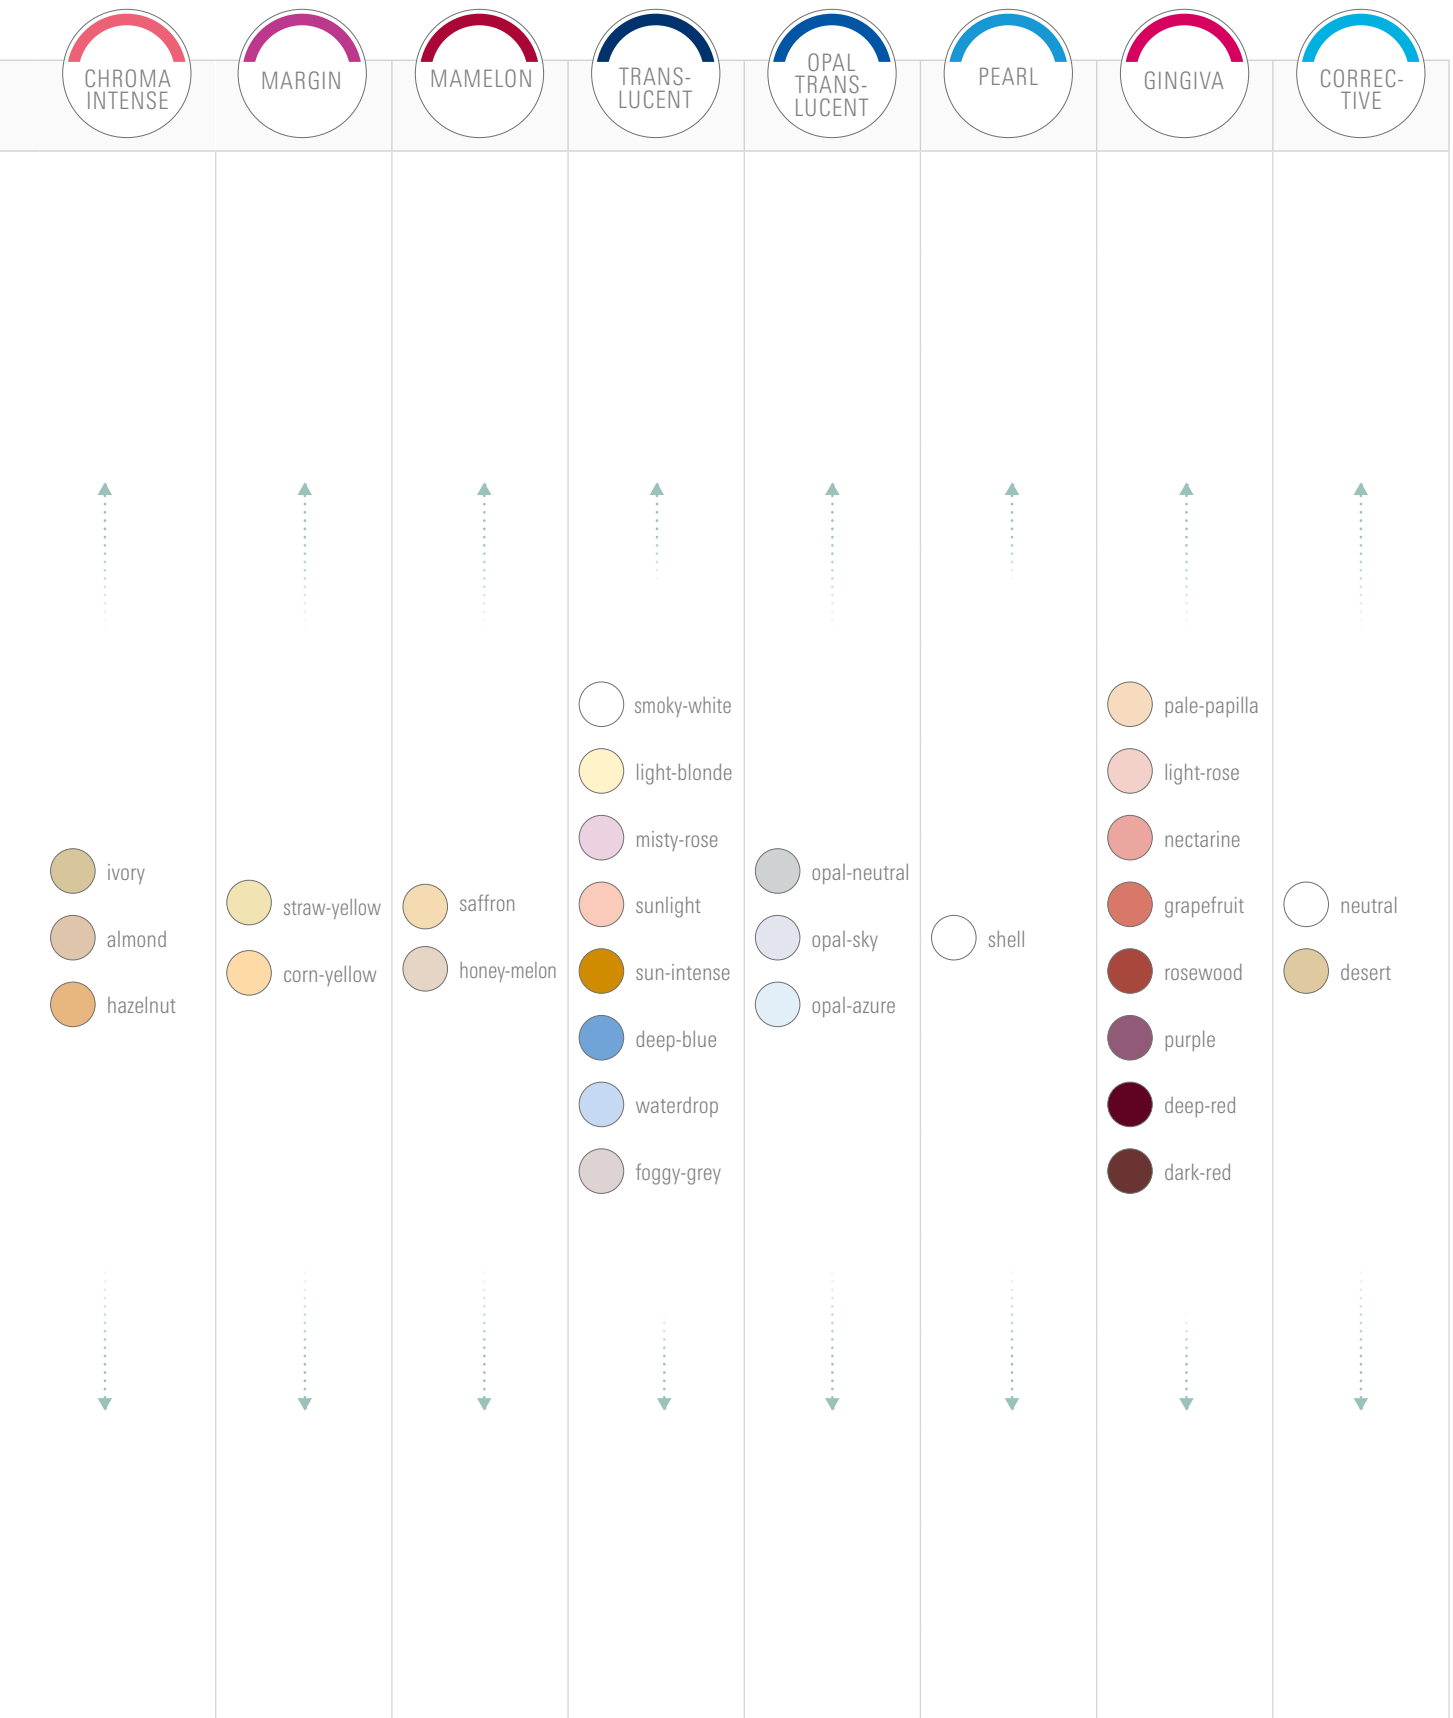 CHROMA
INTENSE
MARGIN
MAMELON
TRANS-
LUCENT
OPAL
TRANS-
LUCENT
PEARL
GINGIVA
CORREC-
TIVE
ivory
almond
hazelnut
straw-yellow
corn-yellow
saffron
honey-melon
smoky-white
light-blonde
misty-rose
sunlight
sun-intense
deep-blue
waterdrop
foggy-grey
opal-neutral
opal-sky
opal-azure
shell
pale-papilla
light-rose
nectarine
grapefruit
rosewood
purple
deep-red
dark-red
neutral
desert